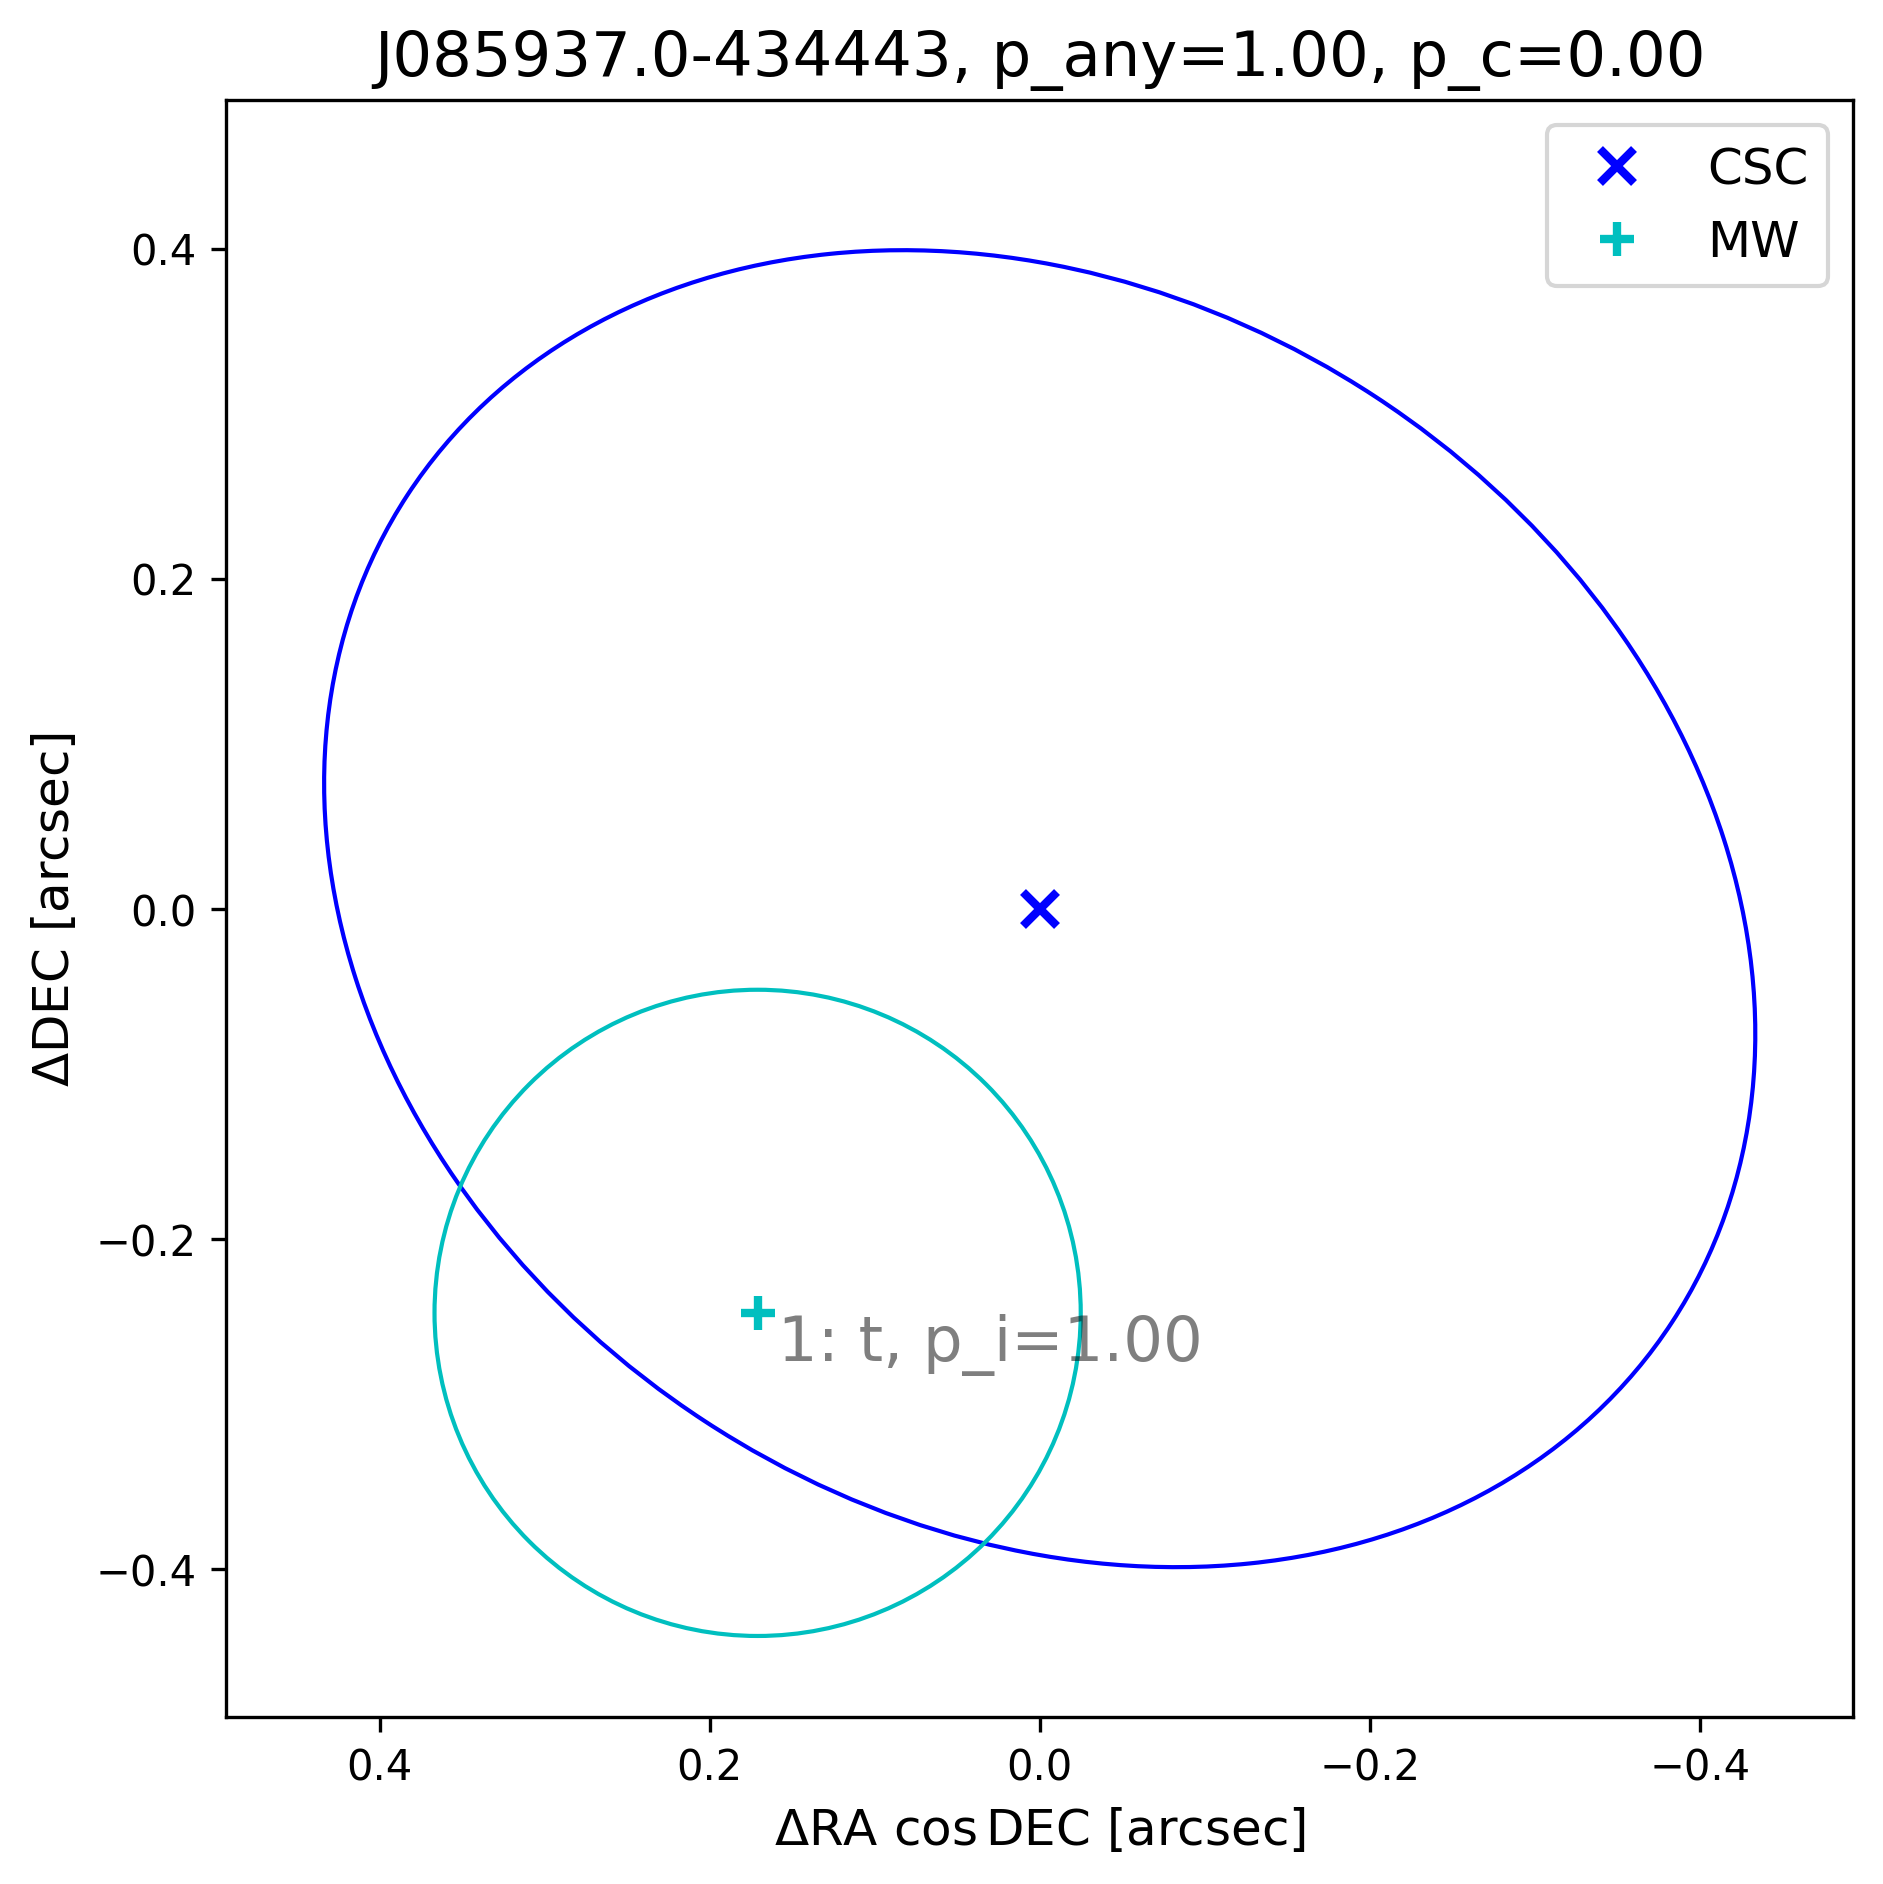 J085937.0-434443, p_any=1.00, p_c=0.00
CSC
MW
0.4
0.2
0.0
−0.2
−0.4
ΔDEC [arcsec]
1: t, p_i=1.00
0.4 0.2 0.0 −0.2 −0.4
ΔRA cos DEC [arcsec]